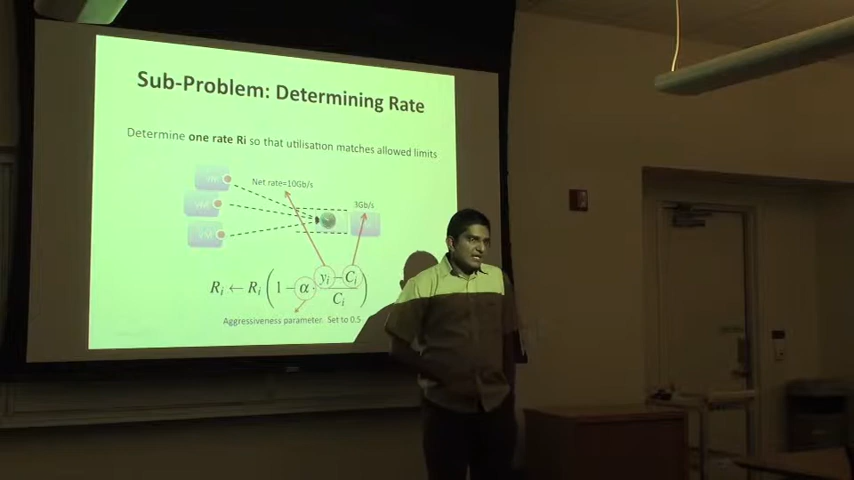 Sub-Problem: Determining Rate
Determine one rate Ri so that utilisation matches allowed limits
Net rate=10Gb/s
3Gb/s
R_i ← R_i (1 − α · (y_i − C_i) / C_i)
Aggressiveness parameter. Set to 0.5